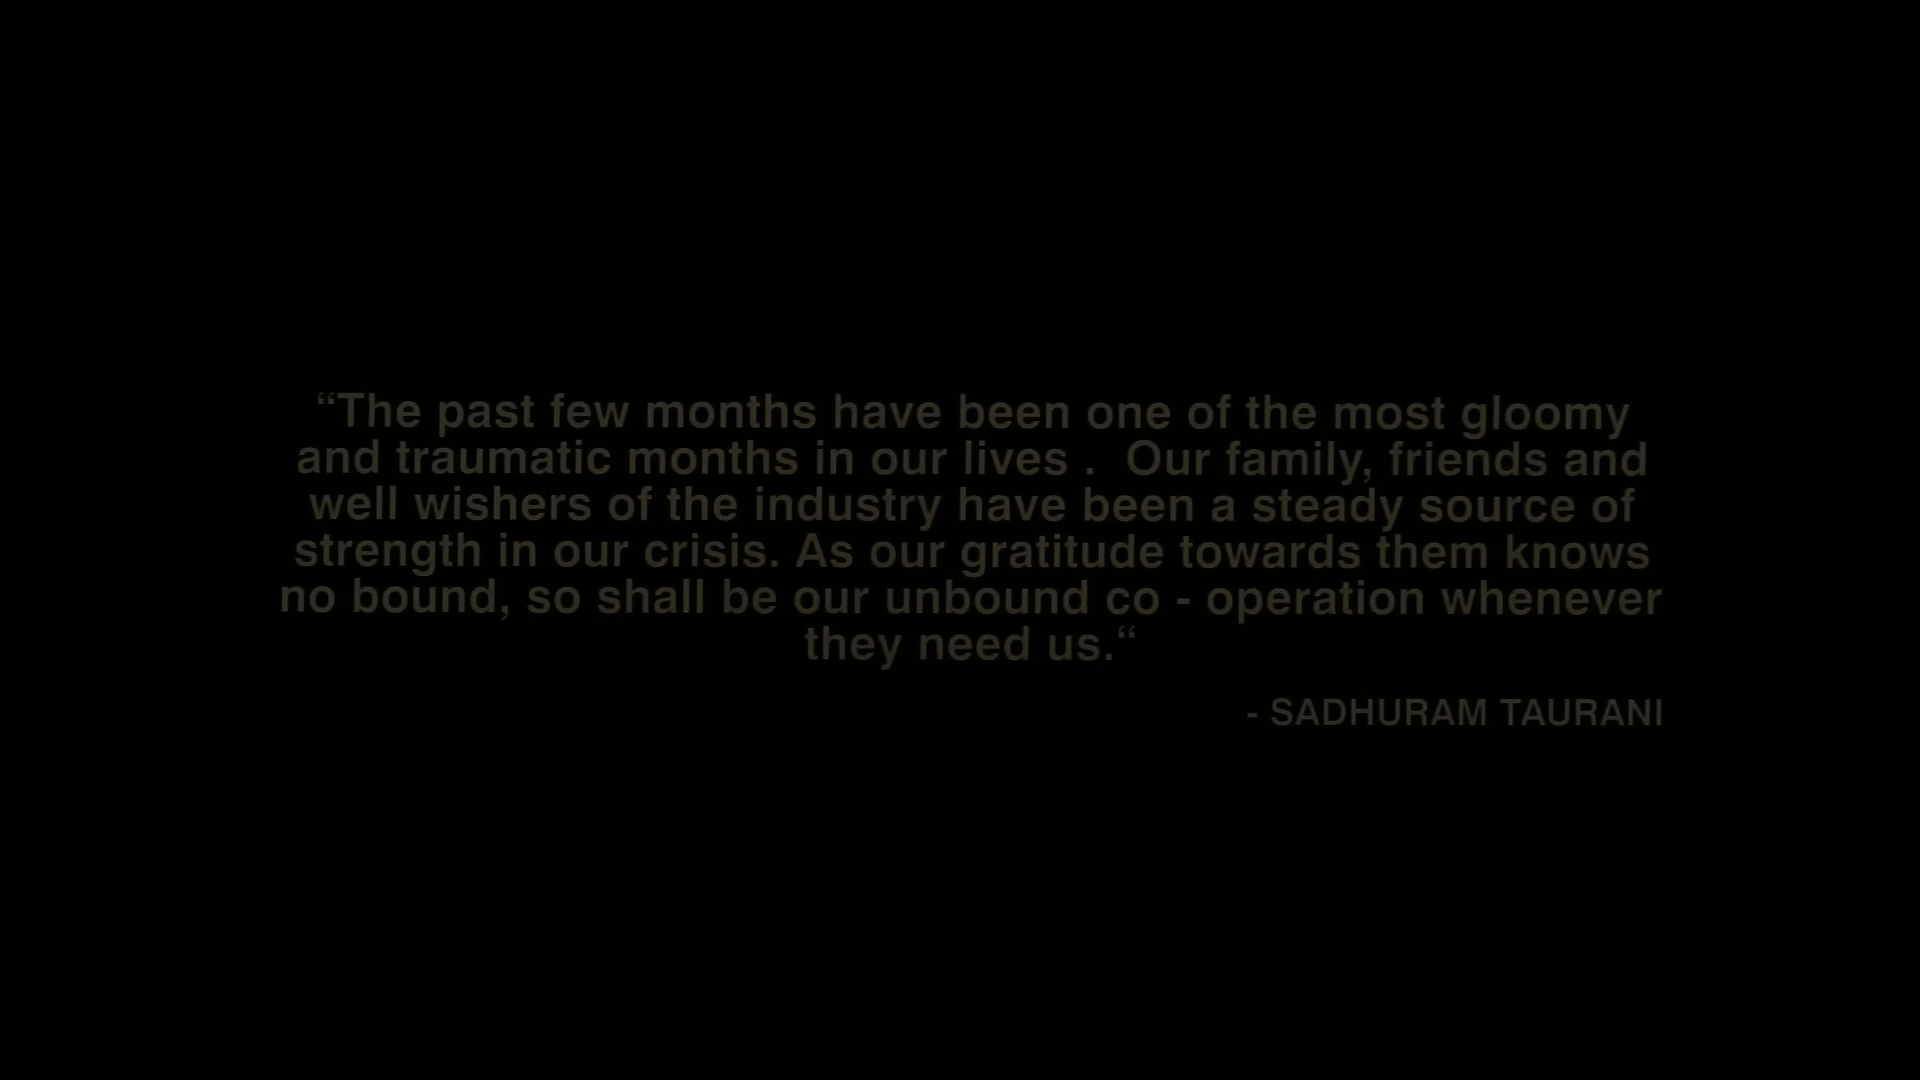 “The past few months have been one of the most gloomy
and traumatic months in our lives .  Our family, friends and
well wishers of the industry have been a steady source of
strength in our crisis. As our gratitude towards them knows
no bound, so shall be our unbound co - operation whenever
they need us.“
- SADHURAM TAURANI